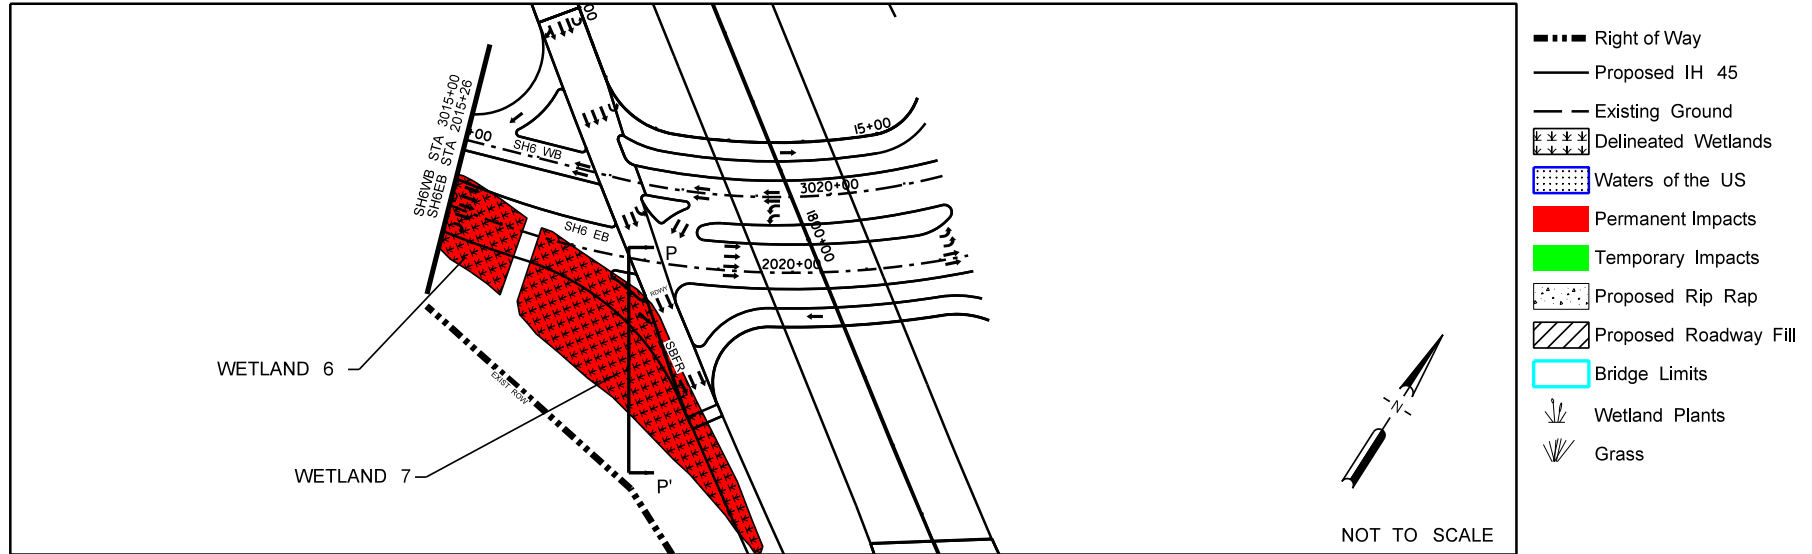 00
SH6WB STA 3015+00
SH6EB STA 2015+26
+00
SH6 WB
15+00
3020+00
1800+00
SH6 EB
P
2020+00
RDWY
SBFR
WETLAND 6
EXIST ROW
WETLAND 7
P'
N
NOT TO SCALE
Right of Way
Proposed IH 45
Existing Ground
Delineated Wetlands
Waters of the US
Permanent Impacts
Temporary Impacts
Proposed Rip Rap
Proposed Roadway Fill
Bridge Limits
Wetland Plants
Grass